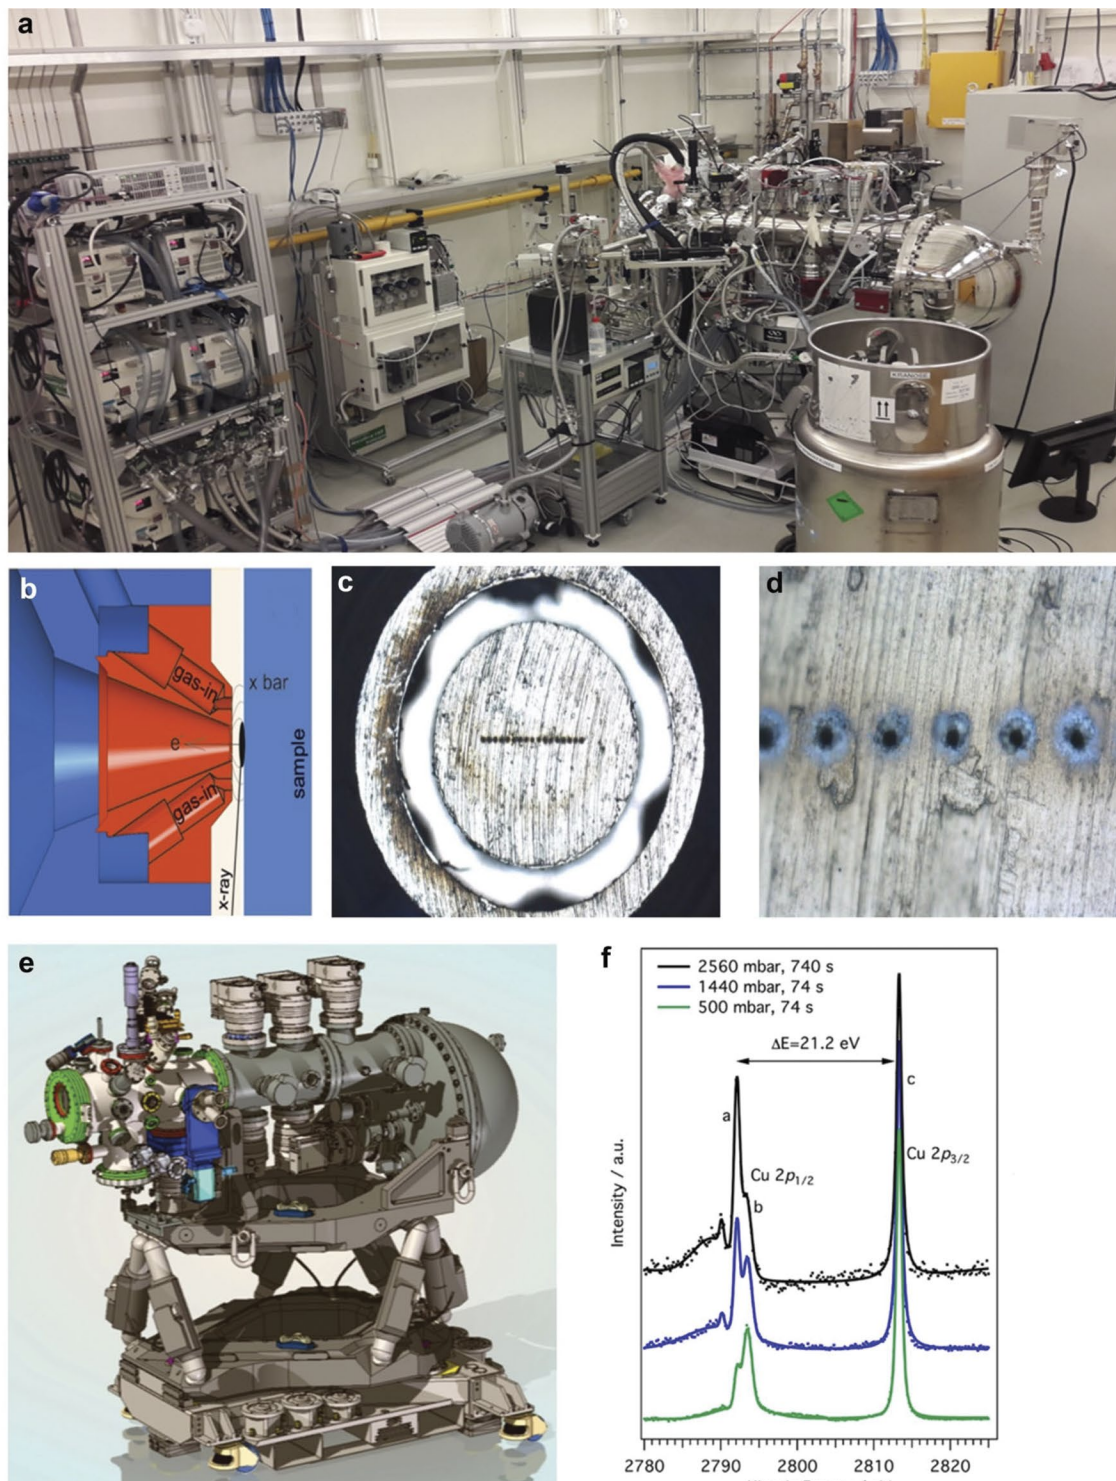 a
KRANÖSE
b
gas-in
x bar
e
gas-in
x-ray
sample
c
d
e
f
2560 mbar, 740 s
1440 mbar, 74 s
500 mbar, 74 s
ΔE=21.2 eV
a
c
Cu 2p1/2
Cu 2p3/2
b
Intensity / a.u.
2780 2790 2800 2810 2820